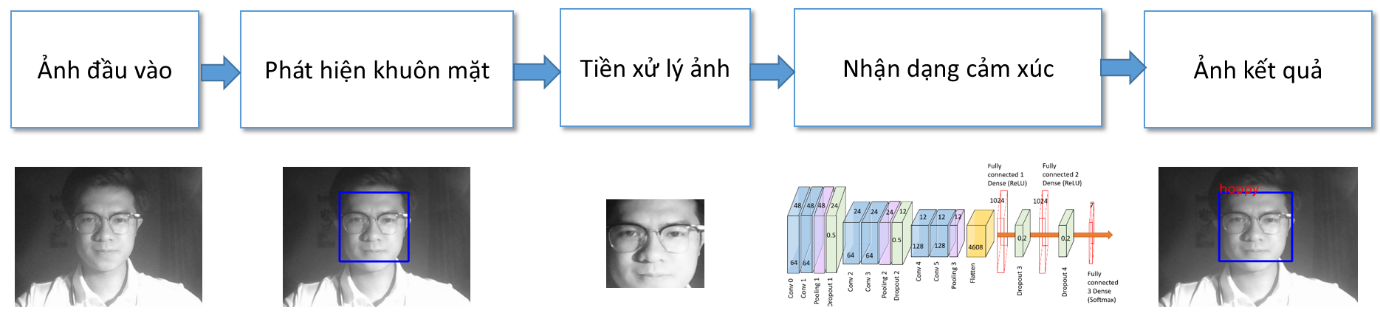 Ảnh đầu vào
Phát hiện khuôn mặt
Tiền xử lý ảnh
Nhận dạng cảm xúc
Ảnh kết quả
happy
Fully
connected 1
Dense (ReLU)
Fully
connected 2
Dense (ReLU)
48 48 48 24
24 24 24 12
12 12 12
1024
1024
7
0.5
0.5
0.2
0.2
64 64
64 64
128 128
4608
Conv 0
Conv 1
Pooling 1
Dropout 1
Conv 2
Conv 3
Pooling 2
Dropout 2
Conv 4
Conv 5
Pooling 3
Flatten
Dropout 3
Dropout 4
Fully
connected
3 Dense
(Softmax)